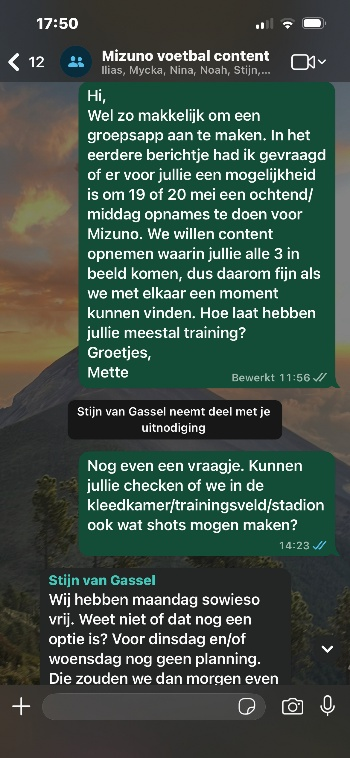 17:50
12
Mizuno voetbal content
Ilias, Mycka, Nina, Noah, Stijn,...
Hi,
Wel zo makkelijk om een
groepsapp aan te maken. In het
eerdere berichtje had ik gevraagd
of er voor jullie een mogelijkheid
is om 19 of 20 mei een ochtend/
middag opnames te doen voor
Mizuno. We willen content
opnemen waarin jullie alle 3 in
beeld komen, dus daarom fijn als
we met elkaar een moment
kunnen vinden. Hoe laat hebben
jullie meestal training?
Groetjes,
Mette
Bewerkt 11:56
Stijn van Gassel neemt deel met je
uitnodiging
Nog even een vraagje. Kunnen
jullie checken of we in de
kleedkamer/trainingsveld/stadion
ook wat shots mogen maken?
14:23
Stijn van Gassel
Wij hebben maandag sowieso
vrij. Weet niet of dat nog een
optie is? Voor dinsdag en/of
woensdag nog geen planning.
Die zouden we dan morgen even